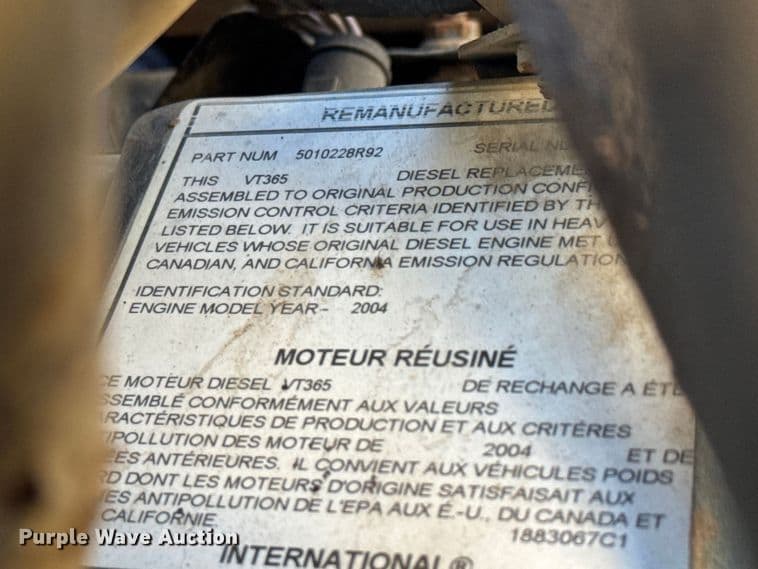 REMANUFACTURED
PART NUM 5010228R92 SERIAL
THIS VT365 DIESEL
ASSEMBLED TO ORIGINAL PRODUCTION
EMISSION CONTROL CRITERIA IDENTIFIED BY
LISTED BELOW. IT IS SUITABLE FOR USE IN
VEHICLES WHOSE ORIGINAL DIESEL ENGINE MET
CANADIAN, AND CALIFORNIA EMISSION
IDENTIFICATION STANDARD:
ENGINE MODEL YEAR - 2004
MOTEUR RÉUSINÉ
MOTEUR DIESEL VT365 DE RECHANGE A ÉTÉ
CONFORMÉMENT AUX VALEURS
DE PRODUCTION ET AUX CRITÈRES
DES MOTEUR DE 2004 ET DE
ANTÉRIEURES. IL CONVIENT AUX VÉHICULES POIDS
DONT LES MOTEURS D'ORIGINE SATISFAISAIT AUX
ANTIPOLLUTION DE L'EPA AUX É.-U., DU CANADA ET
CALIFORNIE 1883067C1
INTERNATIONAL®
Purple Wave Auction